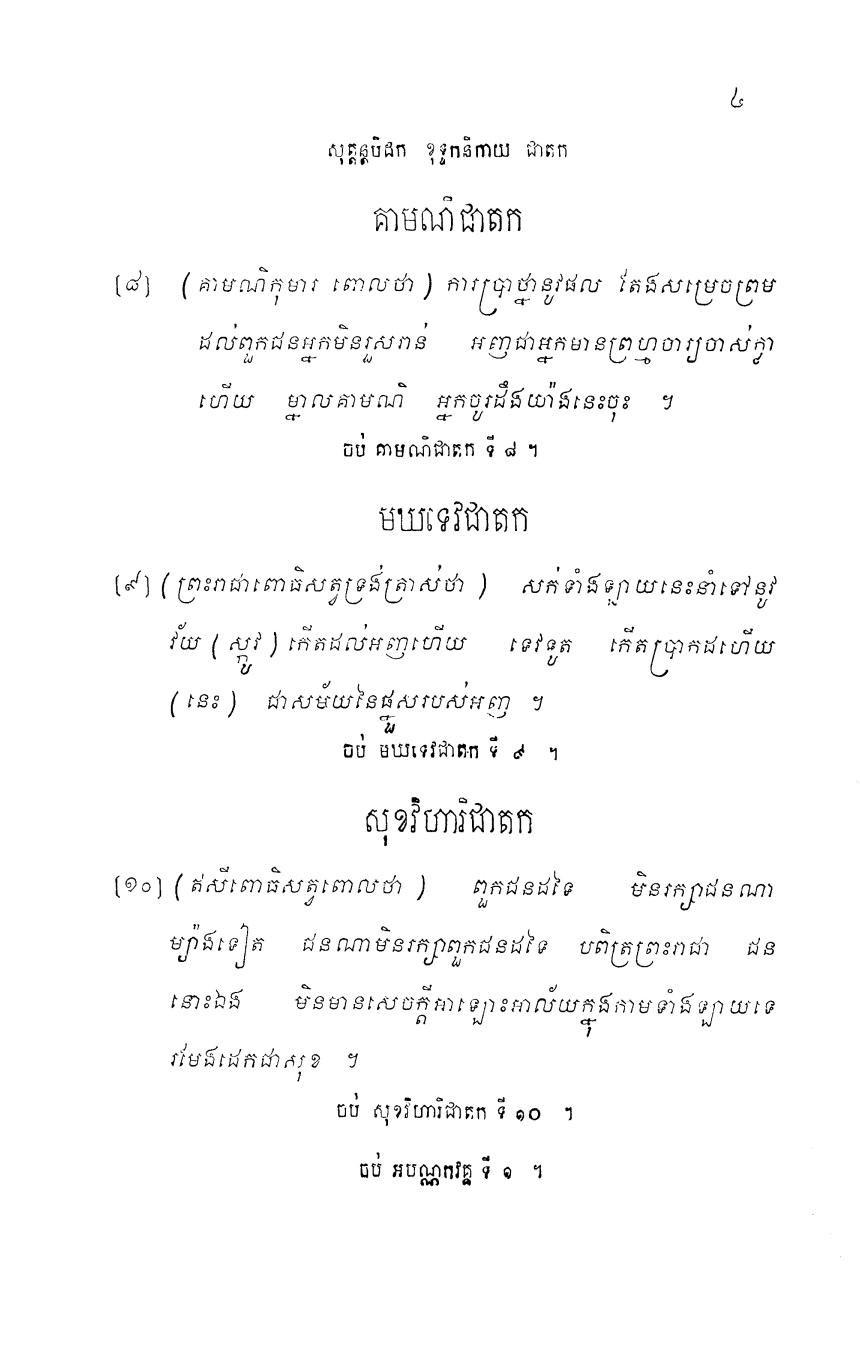 ៤
សុត្តន្តបិដក ខុទ្ទកនិកាយ ជាតក
គាមណិជាតក
[៨] (គាមណិកុមារ ពោលថា) ការប្រាថ្នានូវផល តែងសម្រេចព្រម
ដល់ពួកជនអ្នកមិនរួសរាន់ អញជាអ្នកមានព្រហ្មចារ្យចាស់ក្លា
ហើយ ម្នាលគាមណិ អ្នកចូរដឹងយ៉ាងនេះចុះ ។
ចប់ គាមណិជាតក ទី ៨ ។
មឃទេវជាតក
[៩] (ព្រះរាជាពោធិសត្វទ្រង់ត្រាស់ថា) សក់ទាំងឡាយនេះនាំទៅនូវ
វ័យ (ស្កូវ) កើតដល់អញហើយ ទេវទូត កើតប្រាកដហើយ
(នេះ) ជាសម័យនៃផ្នួសរបស់អញ ។
ចប់ មឃទេវជាតក ទី ៩ ។
សុខវិហារិជាតក
[១០] (ឥសីពោធិសត្វពោលថា) ពួកជនដទៃ មិនរក្សាជនណា
ម្យ៉ាងទៀត ជនណាមិនរក្សាពួកជនដទៃ បពិត្រព្រះរាជា ជន
នោះឯង មិនមានសេចក្តីអាឡោះអាល័យក្នុងកាមទាំងឡាយទេ
រមែងដេកជាសុខ ។
ចប់ សុខវិហារិជាតក ទី ១០ ។
ចប់ អបណ្ណកវគ្គ ទី ១ ។